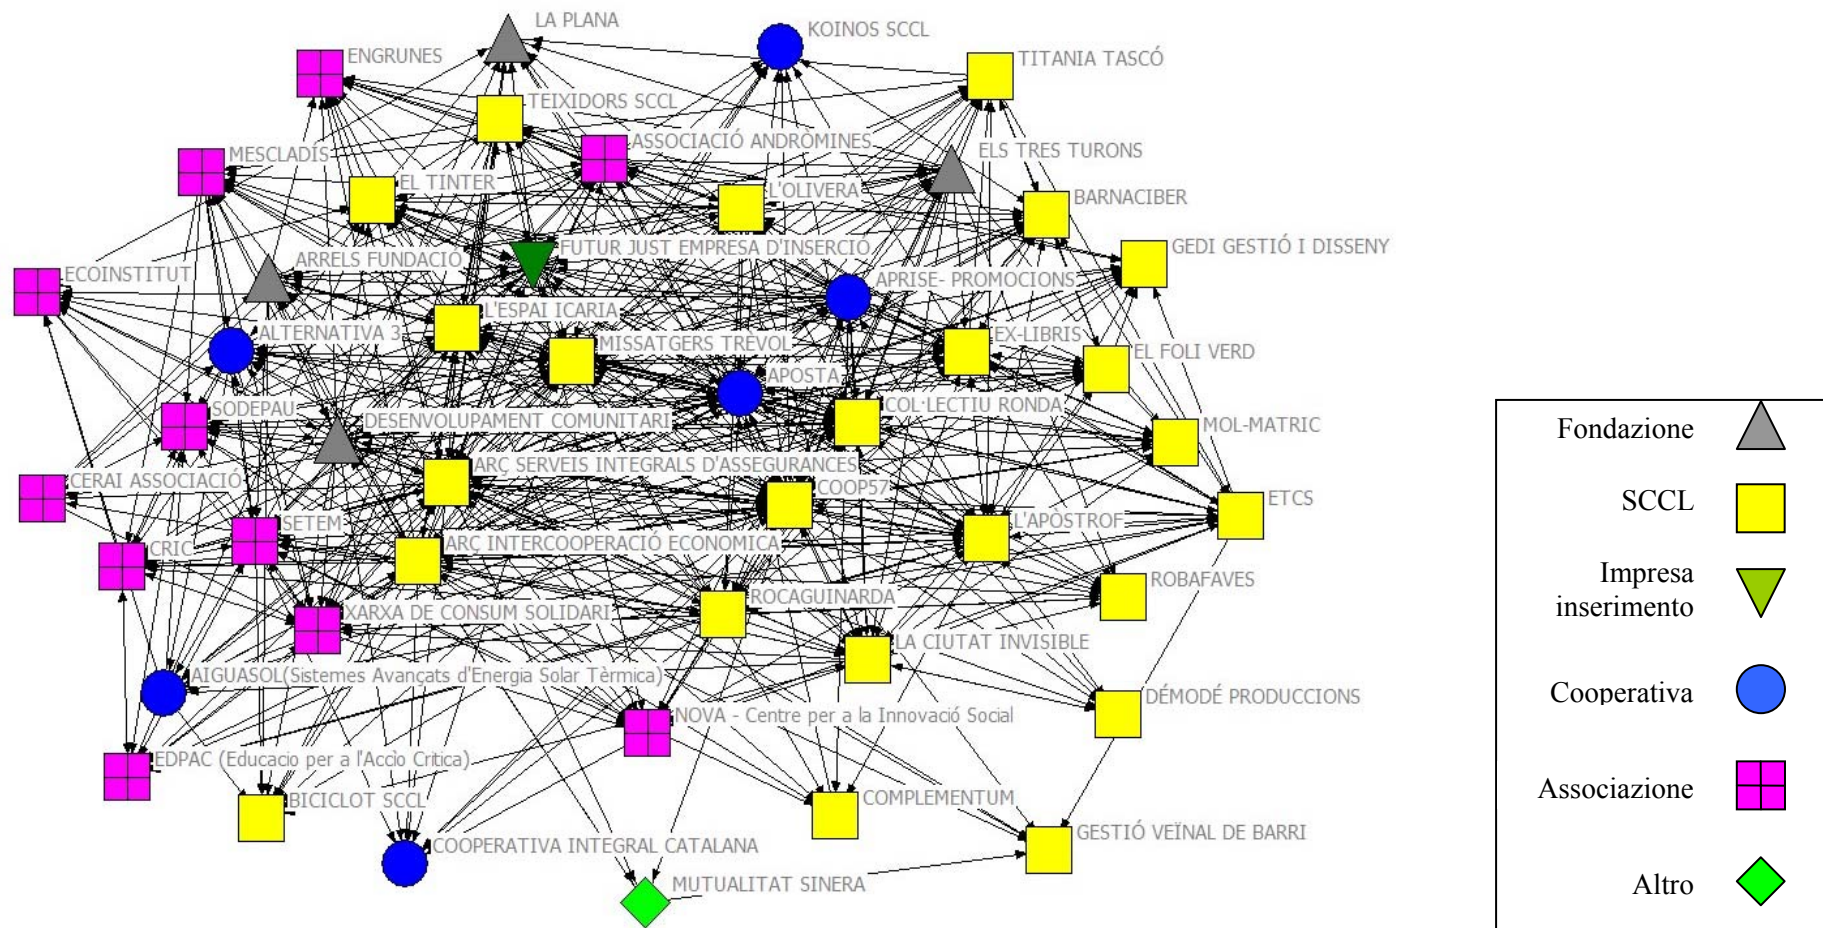 LA PLANA
KOINOS SCCL
ENGRUNES
TITANIA TASCÓ
TEIXIDORS SCCL
ASSOCIACIÓ ANDRÒMINES
ELS TRES TURONS
MESCLADÍS
EL TINTER
L'OLIVERA
BARNACIBER
FUTUR JUST EMPRESA D'INSERCIÓ
GEDI GESTIÓ I DISSENY
ARRELS FUNDACIÓ
ECOINSTITUT
APRISE- PROMOCIONS
L'ESPAI ICARIA
ALTERNATIVA 3
MISSATGERS TRÈVOL
EX-LIBRIS
EL FOLI VERD
APOSTA
SODEPAU
DESENVOLUPAMENT COMUNITARI
COL·LECTIU RONDA
MOL-MATRIC
ARÇ SERVEIS INTEGRALS D'ASSEGURANCES
CERAI ASSOCIACIÓ
COOP57
ETCS
SETEM
L'APÒSTROF
ARÇ INTERCOOPERACIÓ ECONOMICA
CRIC
ROBAFAVES
ROCAGUINARDA
XARXA DE CONSUM SOLIDARI
LA CIUTAT INVISIBLE
AIGUASOL(Sistemes Avançats d'Energia Solar Tèrmica)
DÉMODÉ PRODUCCIONS
NOVA - Centre per a la Innovació Social
EDPAC (Educacio per a l'Acciò Crítica)
BICICLOT SCCL
COMPLEMENTUM
GESTIÓ VEÏNAL DE BARRI
COOPERATIVA INTEGRAL CATALANA
MUTUALITAT SINERA
Fondazione
SCCL
Impresa
inserimento
Cooperativa
Associazione
Altro